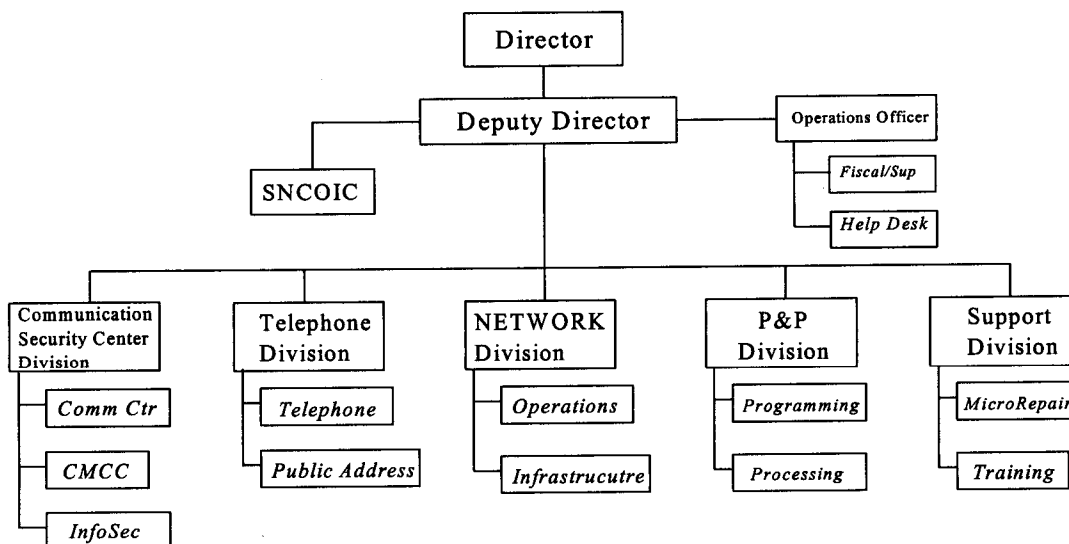 Director
Deputy Director
Operations Officer
SNCOIC
Fiscal/Sup
Help Desk
Communication
Security Center
Division
Comm Ctr
CMCC
InfoSec
Telephone
Division
Telephone
Public Address
NETWORK
Division
Operations
Infrastrucutre
P&P
Division
Programming
Processing
Support
Division
MicroRepair
Training